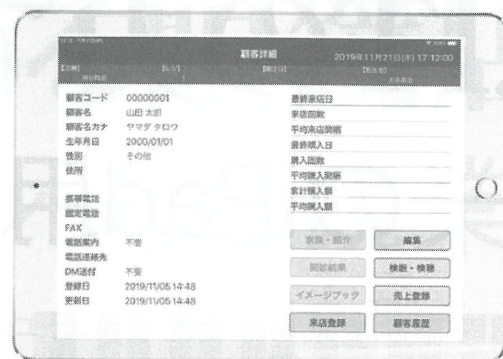 顧客詳細
2019年11月21日(木) 17:12:00
顧客コード 00000001
顧客名 山田 太郎
顧客名カナ ヤマダ タロウ
生年月日 2000/01/01
性別 その他
住所
携帯電話
固定電話
FAX
電話案内 不要
電話連絡先
DM送付 不要
登録日 2019/11/05 14:48
更新日 2019/11/05 14:48
最終来店日
来店回数
平均来店間隔
最終購入日
購入回数
平均購入間隔
累計購入額
平均購入額
家族・紹介 編集
問診結果 検眼・検聴
イメージブック 売上登録
来店登録 顧客履歴